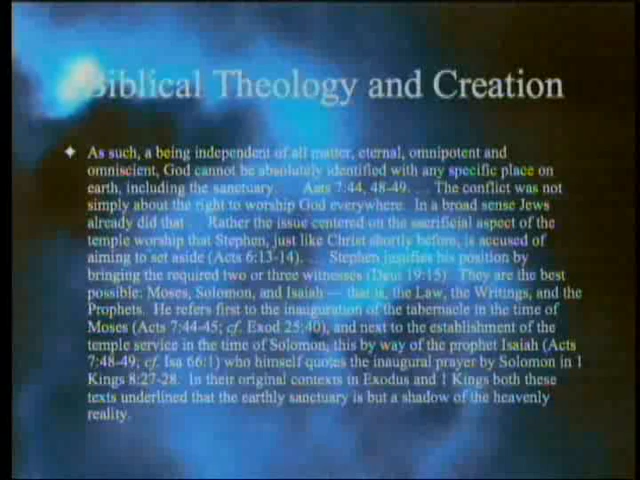 Biblical Theology and Creation
As such, a being independent of all matter, eternal, omnipotent and
omniscient, God cannot be absolutely identified with any specific place on
earth, including the sanctuary. ... Acts 7:44, 48-49. ... The conflict was not
simply about the right to worship God everywhere. In a broad sense Jews
already did that ... Rather the issue centered on the sacrificial aspect of the
temple worship that Stephen, just like Christ shortly before, is accused of
aiming to set aside (Acts 6:13-14). ... Stephen justifies his position by
bringing the required two or three witnesses (Deut 19:15). They are the best
possible: Moses, Solomon, and Isaiah — that is, the Law, the Writings, and the
Prophets. He refers first to the inauguration of the tabernacle in the time of
Moses (Acts 7:44-45; cf. Exod 25:40), and next to the establishment of the
temple service in the time of Solomon, this by way of the prophet Isaiah (Acts
7:48-49; cf. Isa 66:1) who himself quotes the inaugural prayer by Solomon in 1
Kings 8:27-28. In their original contexts in Exodus and 1 Kings both these
texts underlined that the earthly sanctuary is but a shadow of the heavenly
reality.